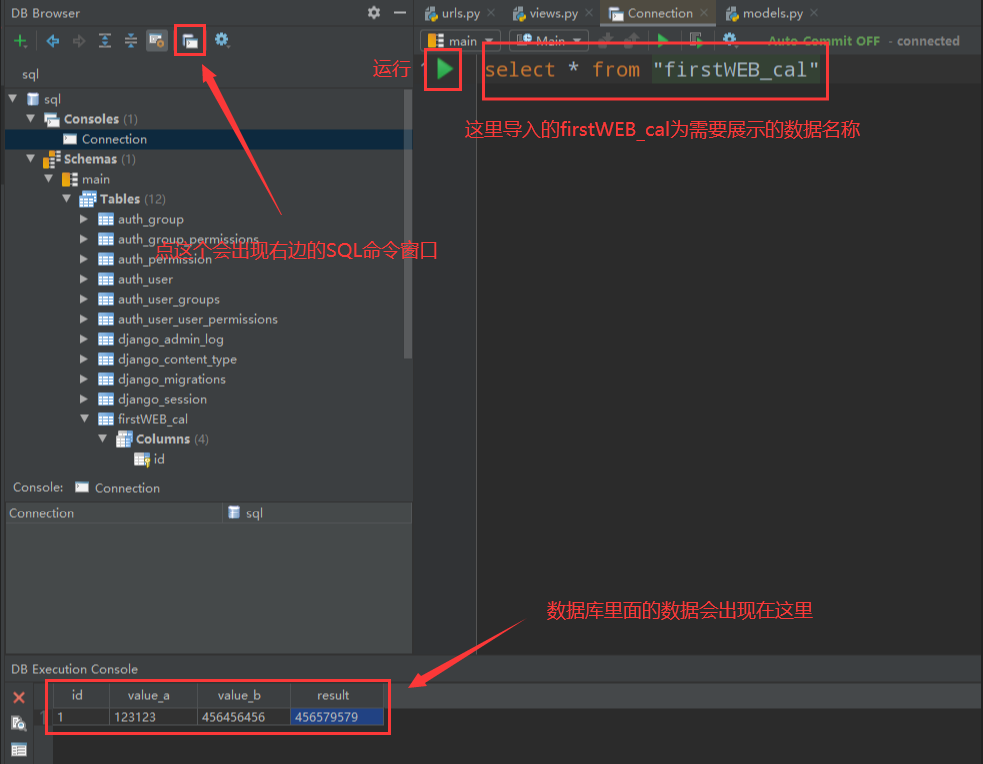 DB Browser
sql
sql
Consoles (1)
Connection
Schemas (1)
main
Tables (12)
auth_group
auth_group_permissions
点这个会出现右边的SQL命令窗口
auth_permission
auth_user
auth_user_groups
auth_user_user_permissions
django_admin_log
django_content_type
django_migrations
django_session
firstWEB_cal
Columns (4)
id
Console: Connection
Connection sql
urls.py views.py Connection models.py
main Main Auto-Commit OFF - connected
运行 select * from "firstWEB_cal"
这里导入的firstWEB_cal为需要展示的数据名称
数据库里面的数据会出现在这里
DB Execution Console
id value_a value_b result
1 1 123123 456456456 456579579